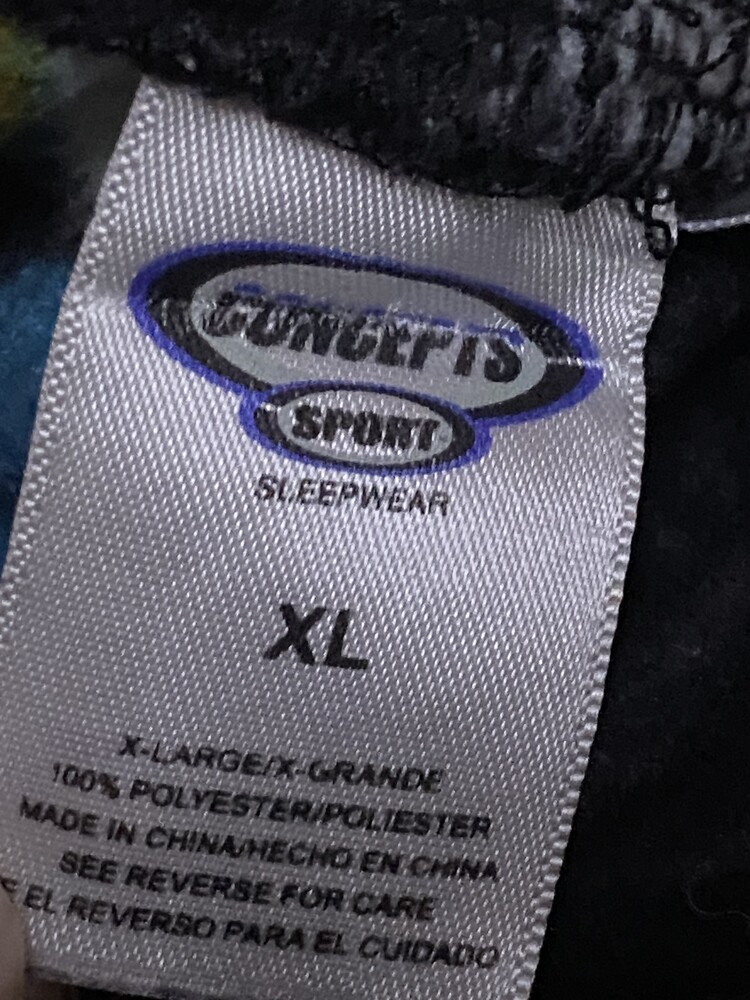 CONCEPTS
SPORT
SLEEPWEAR
XL
X-LARGE/X-GRANDE
100% POLYESTER/POLIESTER
MADE IN CHINA/HECHO EN CHINA
SEE REVERSE FOR CARE
E EL REVERSO PARA EL CUIDADO